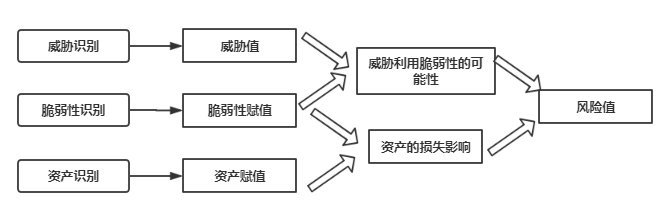 威胁识别
威胁值
脆弱性识别
脆弱性赋值
资产识别
资产赋值
威胁利用脆弱性的可
能性
资产的损失影响
风险值